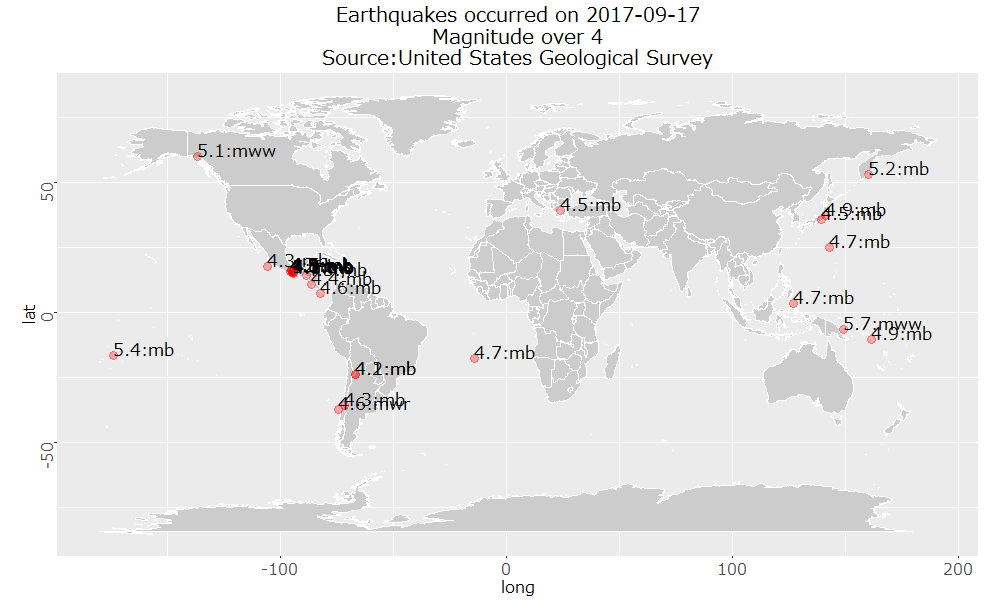 Earthquakes occurred on 2017-09-17
Magnitude over 4
Source:United States Geological Survey
5.1:mww
5.2:mb
4.5:mb
4.9:mb
4.5:mb
4.7:mb
4.3:mb
4.4:mb
4.6:mb
4.7:mb
5.7:mww
4.9:mb
5.4:mb
4.7:mb
4.2:mb
4.3:mb
4.6:mwr
50
0
-50
lat
-100
0
100
200
long